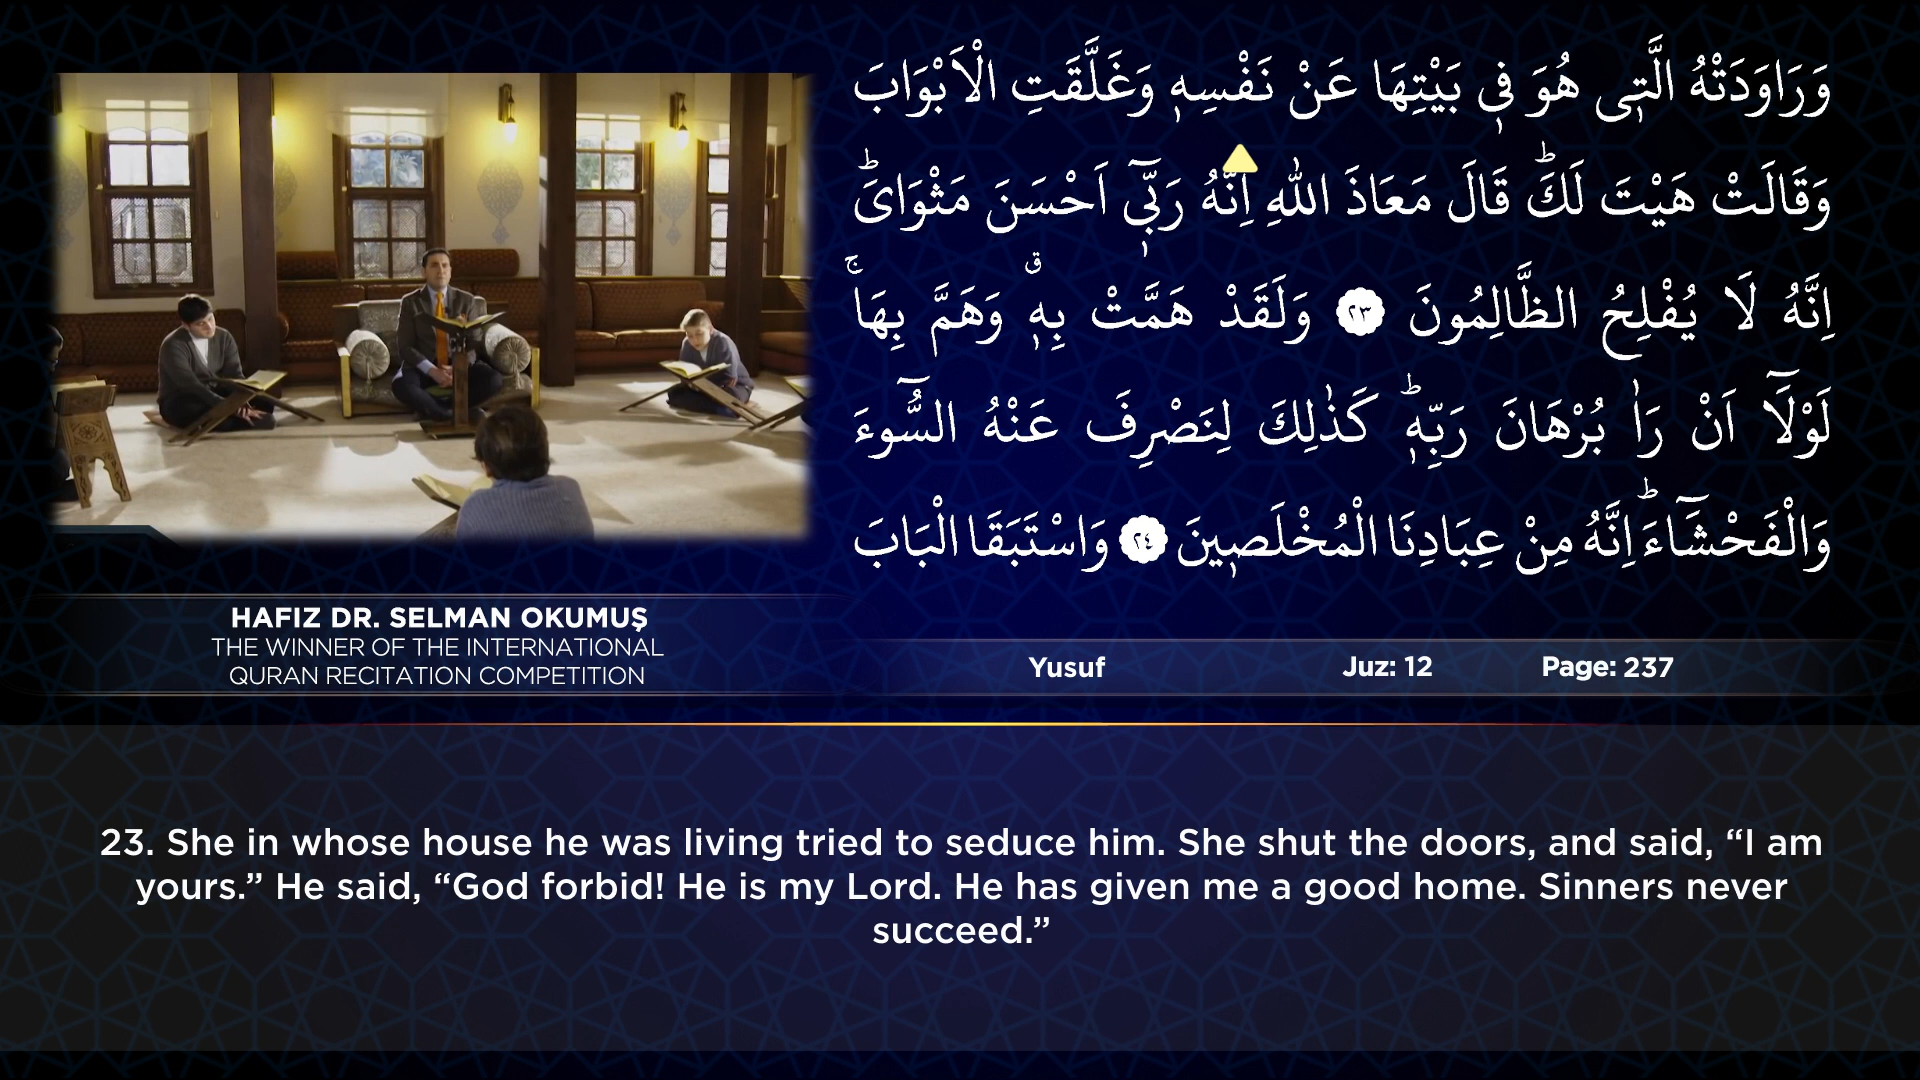 وَرَاوَدَتْهُ الَّتٖى هُوَ فٖى بَيْتِهَا عَنْ نَفْسِهٖ وَغَلَّقَتِ الْاَبْوَابَ
وَقَالَتْ هَيْتَ لَكَؕ قَالَ مَعَاذَ اللّٰهِ اِنَّهُ رَبّٖٓى اَحْسَنَ مَثْوَاىَؕ
اِنَّهُ لَا يُفْلِحُ الظَّالِمُونَ ﴿٢٣﴾ وَلَقَدْ هَمَّتْ بِهٖۗ وَهَمَّ بِهَاۚ
لَوْلَٓا اَنْ رَاٰ بُرْهَانَ رَبِّهٖؕ كَذٰلِكَ لِنَصْرِفَ عَنْهُ السُّٓوءَ
وَالْفَحْشَٓاءَؕ اِنَّهُ مِنْ عِبَادِنَا الْمُخْلَصٖينَ ﴿٢٤﴾ وَاسْتَبَقَا الْبَابَ
HAFIZ DR. SELMAN OKUMUŞ
THE WINNER OF THE INTERNATIONAL
QURAN RECITATION COMPETITION
Yusuf Juz: 12 Page: 237
23. She in whose house he was living tried to seduce him. She shut the doors, and said, “I am
yours.” He said, “God forbid! He is my Lord. He has given me a good home. Sinners never
succeed.”